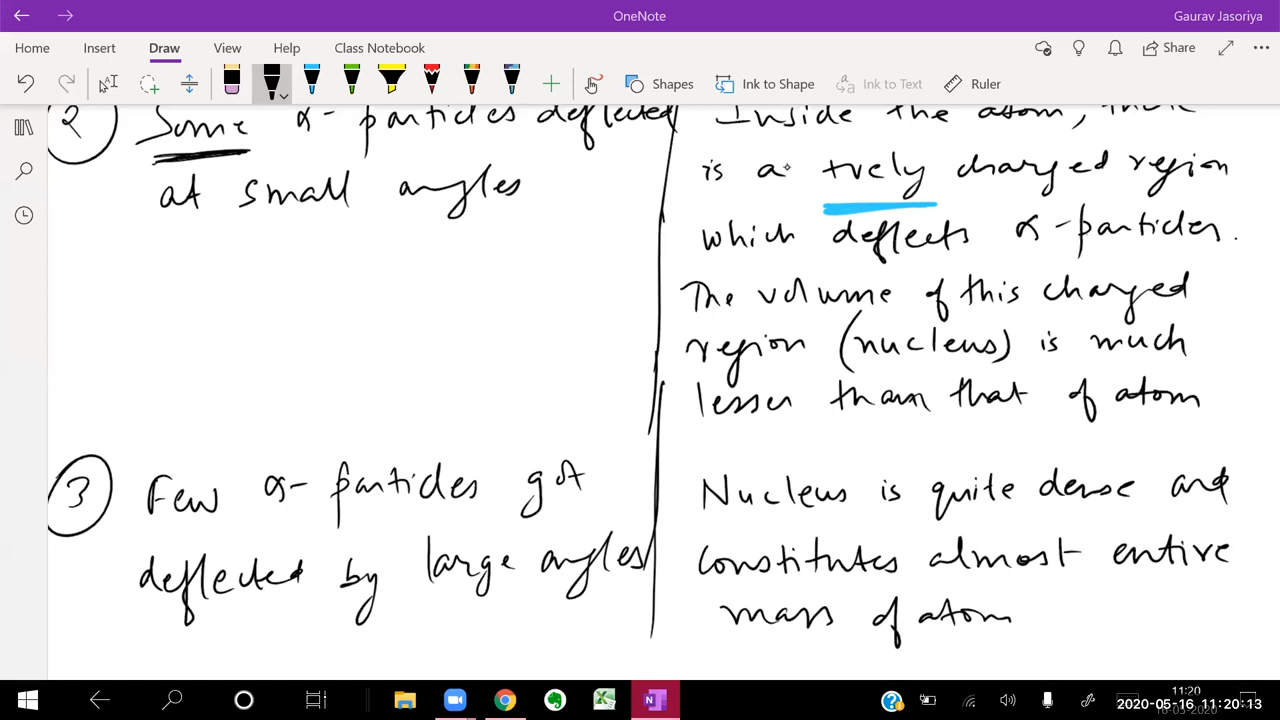 OneNote
Gaurav Jasoriya
Home Insert Draw View Help Class Notebook
Share
Shapes Ink to Shape Ink to Text Ruler
2 Some α- particles deflected
at small angles
Inside the atom, there
is a +vely charged region
which deflects α-particles.
The volume of this charged
region (nucleus) is much
lesser than that of atom
3 Few α- particles got
deflected by large angles
Nucleus is quite dense and
constitutes almost entire
mass of atom
11:20
2020-05-16 11:20:13